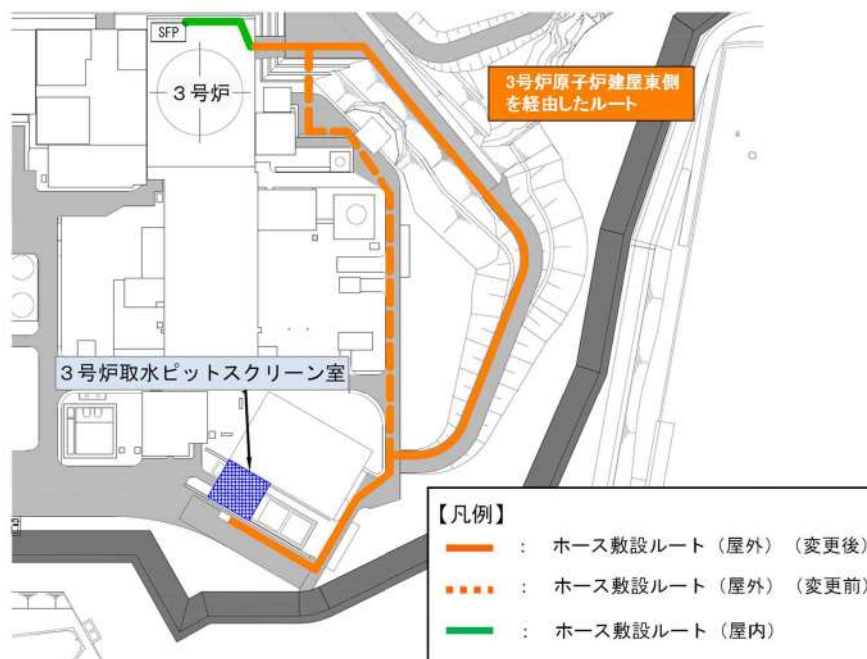 SFP
3号炉
3号炉原子炉建屋東側
を経由したルート
3号炉取水ピットスクリーン室
【凡例】
: ホース敷設ルート（屋外）（変更後）
: ホース敷設ルート（屋外）（変更前）
: ホース敷設ルート（屋内）